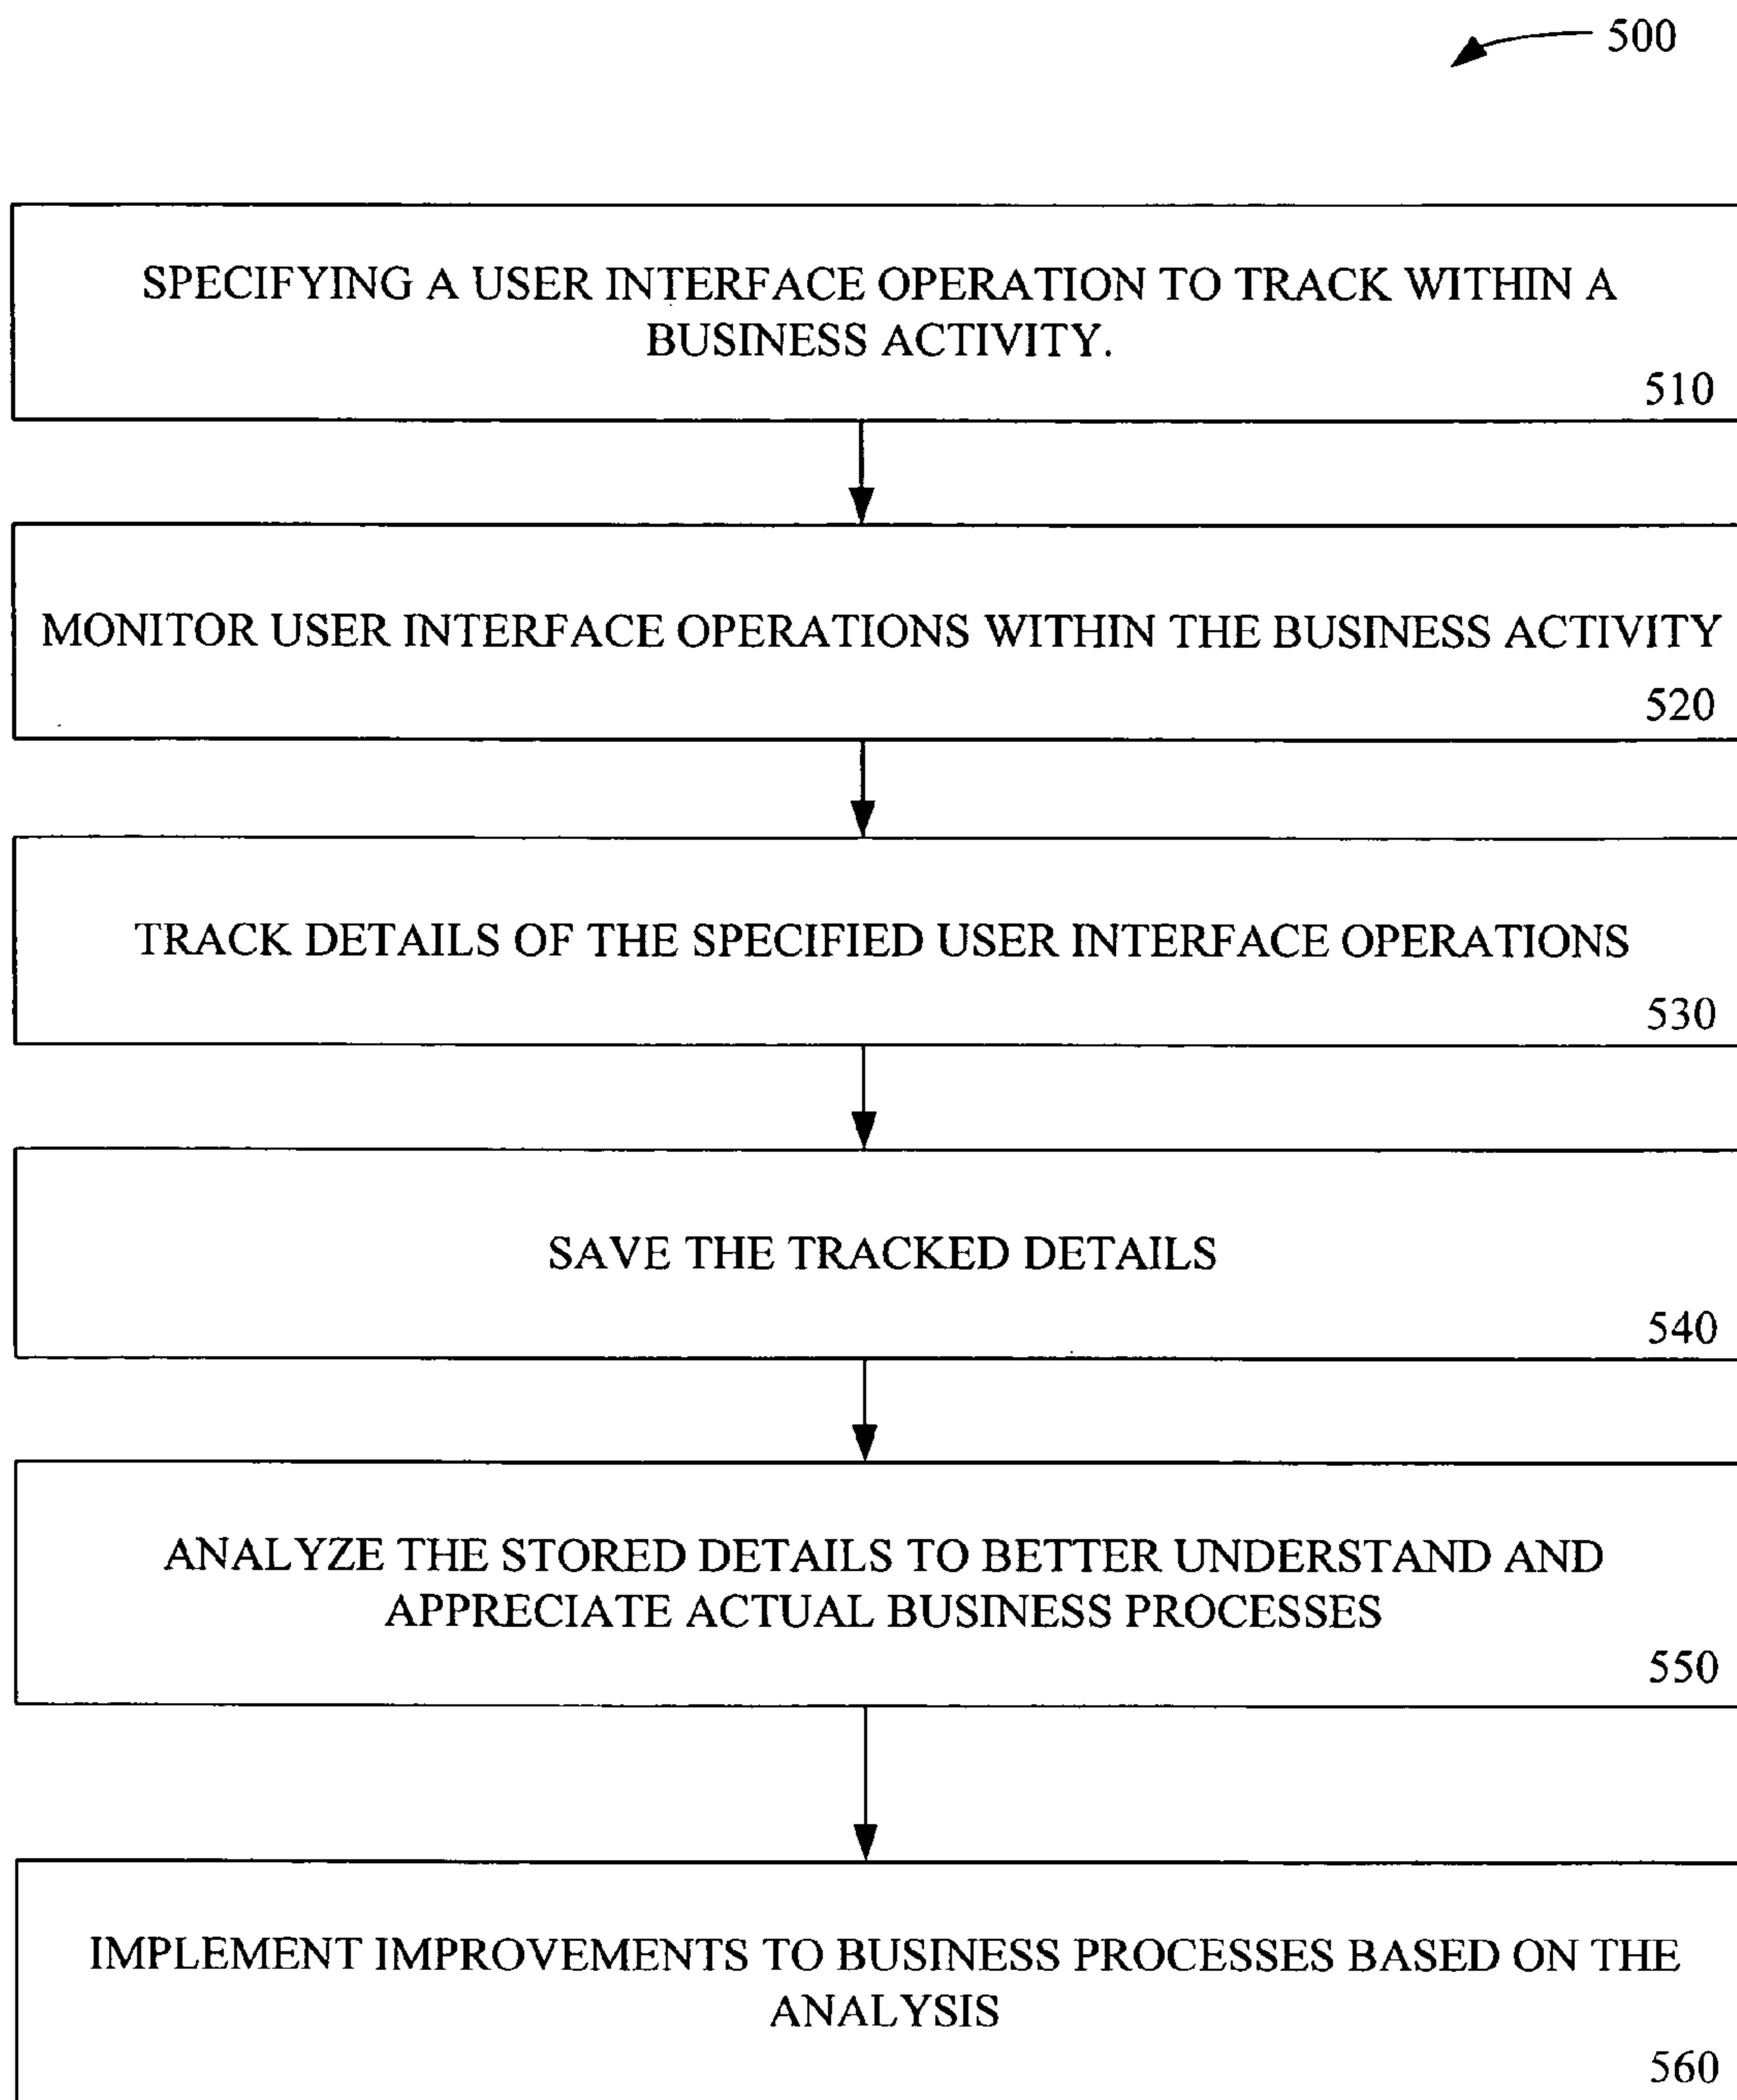 500
SPECIFYING A USER INTERFACE OPERATION TO TRACK WITHIN A
BUSINESS ACTIVITY.
510
MONITOR USER INTERFACE OPERATIONS WITHIN THE BUSINESS ACTIVITY
520
TRACK DETAILS OF THE SPECIFIED USER INTERFACE OPERATIONS
530
SAVE THE TRACKED DETAILS
540
ANALYZE THE STORED DETAILS TO BETTER UNDERSTAND AND
APPRECIATE ACTUAL BUSINESS PROCESSES
550
IMPLEMENT IMPROVEMENTS TO BUSINESS PROCESSES BASED ON THE
ANALYSIS
560